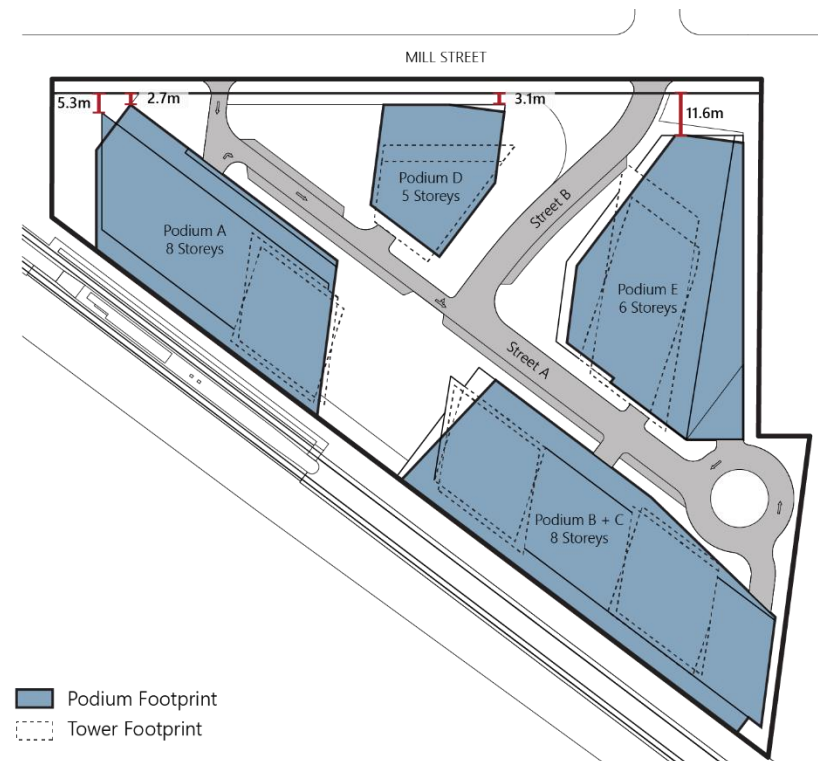 MILL STREET
5.3m
2.7m
3.1m
11.6m
Podium D
5 Storeys
Street B
Podium A
8 Storeys
Podium E
6 Storeys
Street A
Podium B + C
8 Storeys
Podium Footprint
Tower Footprint